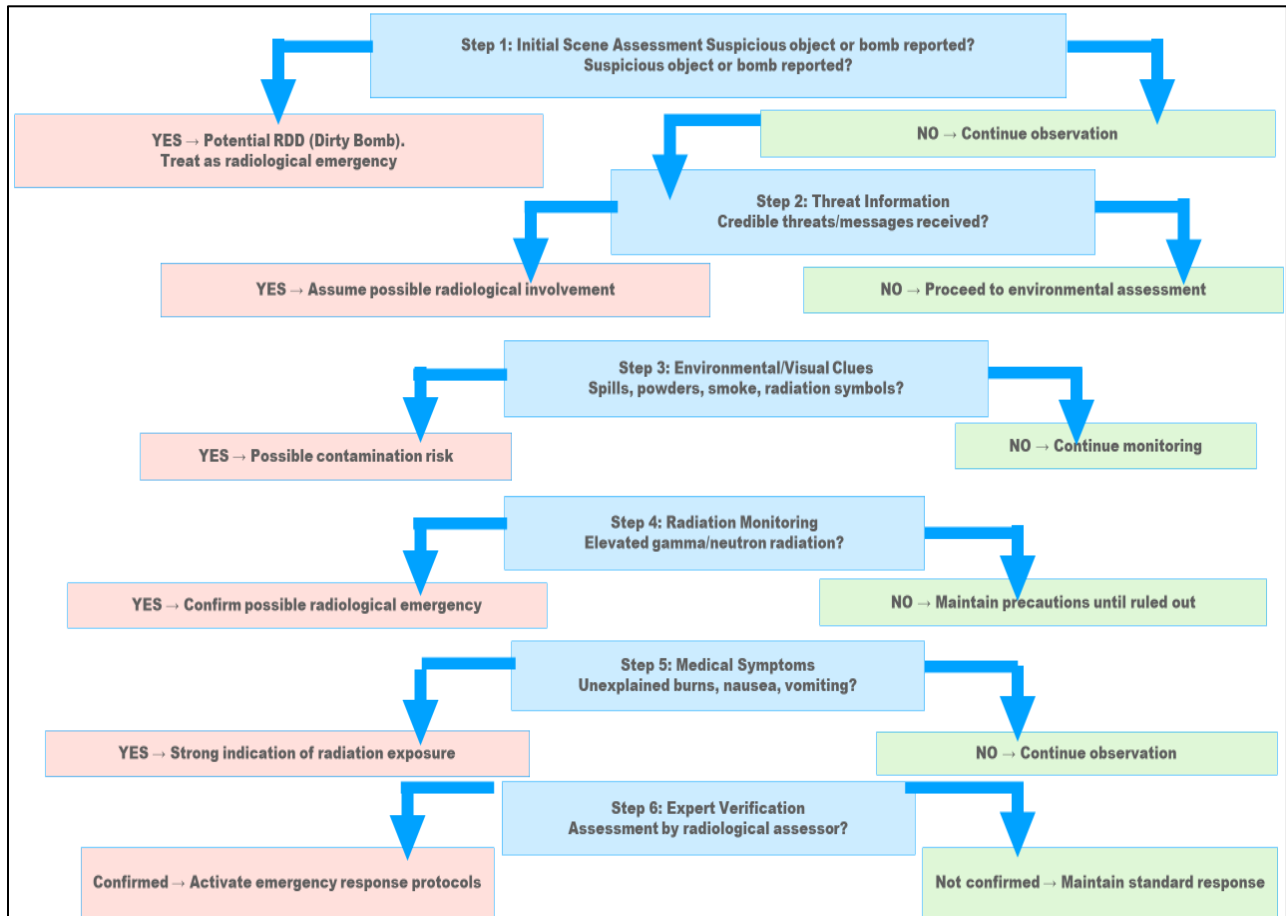 Step 1: Initial Scene Assessment Suspicious object or bomb reported?
Suspicious object or bomb reported?
YES → Potential RDD (Dirty Bomb).
Treat as radiological emergency
NO → Continue observation
Step 2: Threat Information
Credible threats/messages received?
YES → Assume possible radiological involvement
NO → Proceed to environmental assessment
Step 3: Environmental/Visual Clues
Spills, powders, smoke, radiation symbols?
YES → Possible contamination risk
NO → Continue monitoring
Step 4: Radiation Monitoring
Elevated gamma/neutron radiation?
YES → Confirm possible radiological emergency
NO → Maintain precautions until ruled out
Step 5: Medical Symptoms
Unexplained burns, nausea, vomiting?
YES → Strong indication of radiation exposure
NO → Continue observation
Step 6: Expert Verification
Assessment by radiological assessor?
Confirmed → Activate emergency response protocols
Not confirmed → Maintain standard response